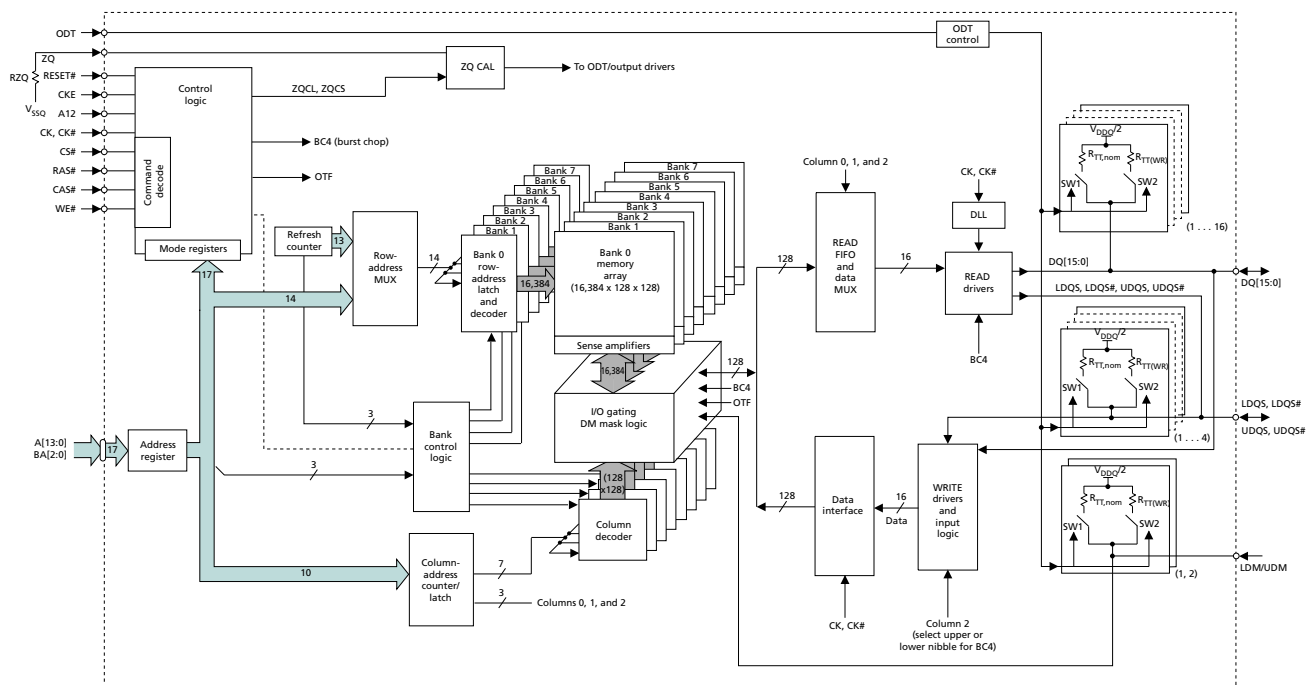 ODT
ODT
control
ZQ
RZQ
VSSQ
ZQ CAL
To ODT/output drivers
RESET#
CKE
A12
CK, CK#
CS#
RAS#
CAS#
WE#
Control
logic
Command
decode
Mode registers
ZQCL, ZQCS
BC4 (burst chop)
OTF
Refresh
counter
13
Row-
address
MUX
14
17
14
Bank 7
Bank 6
Bank 5
Bank 4
Bank 3
Bank 2
Bank 1
Bank 0
row-
address
latch
and
decoder
16,384
Bank 7
Bank 6
Bank 5
Bank 4
Bank 3
Bank 2
Bank 1
Bank 0
memory
array
(16,384 x 128 x 128)
Sense amplifiers
16,384
I/O gating
DM mask logic
128
BC4
OTF
(128
x128)
Column
decoder
A[13:0]
BA[2:0]
17
Address
register
3
3
Bank
control
logic
10
Column-
address
counter/
latch
7
3
Columns 0, 1, and 2
Column 0, 1, and 2
128
READ
FIFO
and
data
MUX
16
CK, CK#
DLL
READ
drivers
BC4
DQ[15:0]
LDQS, LDQS#, UDQS, UDQS#
128
Data
interface
CK, CK#
16
Data
WRITE
drivers
and
input
logic
Column 2
(select upper or
lower nibble for BC4)
VDDQ/2
RTT,nom
RTT(WR)
SW1
SW2
(1 . . . 16)
DQ[15:0]
VDDQ/2
RTT,nom
RTT(WR)
SW1
SW2
(1 . . . 4)
LDQS, LDQS#
UDQS, UDQS#
VDDQ/2
RTT,nom
RTT(WR)
SW1
SW2
(1, 2)
LDM/UDM